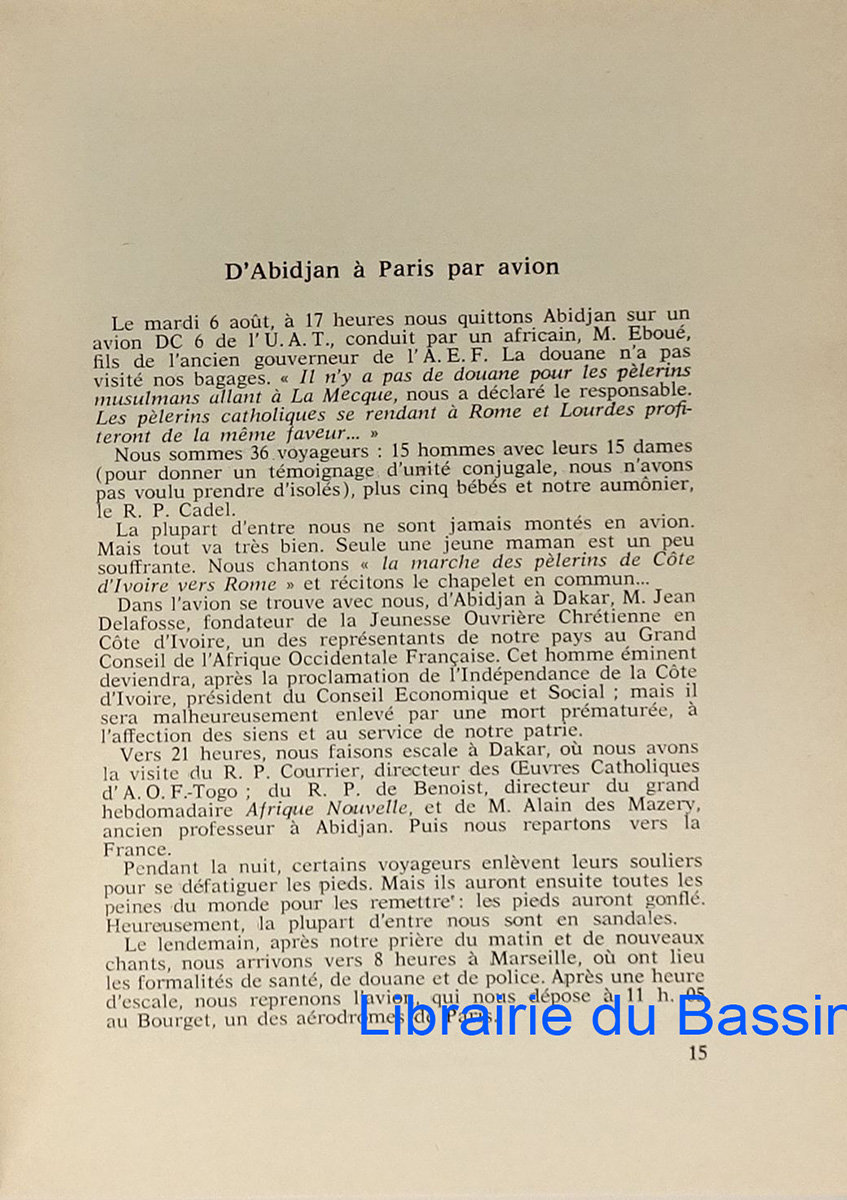 D'Abidjan à Paris par avion
Le mardi 6 août, à 17 heures nous quittons Abidjan sur un
avion DC 6 de l'U.A.T., conduit par un africain, M. Eboué,
fils de l'ancien gouverneur de l'A.E.F. La douane n'a pas
visité nos bagages. « Il n'y a pas de douane pour les pèlerins
musulmans allant à La Mecque, nous a déclaré le responsable.
Les pèlerins catholiques se rendant à Rome et Lourdes profi-
teront de la même faveur... »
Nous sommes 36 voyageurs : 15 hommes avec leurs 15 dames
(pour donner un témoignage d'unité conjugale, nous n'avons
pas voulu prendre d'isolés), plus cinq bébés et notre aumônier,
le R. P. Cadel.
La plupart d'entre nous ne sont jamais montés en avion.
Mais tout va très bien. Seule une jeune maman est un peu
souffrante. Nous chantons « la marche des pèlerins de Côte
d'Ivoire vers Rome » et récitons le chapelet en commun...
Dans l'avion se trouve avec nous, d'Abidjan à Dakar, M. Jean
Delafosse, fondateur de la Jeunesse Ouvrière Chrétienne en
Côte d'Ivoire, un des représentants de notre pays au Grand
Conseil de l'Afrique Occidentale Française. Cet homme éminent
deviendra, après la proclamation de l'Indépendance de la Côte
d'Ivoire, président du Conseil Economique et Social ; mais il
sera malheureusement enlevé par une mort prématurée, à
l'affection des siens et au service de notre patrie.
Vers 21 heures, nous faisons escale à Dakar, où nous avons
la visite du R. P. Courrier, directeur des Œuvres Catholiques
d'A.O.F.-Togo ; du R. P. de Benoist, directeur du grand
hebdomadaire Afrique Nouvelle, et de M. Alain des Mazery,
ancien professeur à Abidjan. Puis nous repartons vers la
France.
Pendant la nuit, certains voyageurs enlèvent leurs souliers
pour se défatiguer les pieds. Mais ils auront ensuite toutes les
peines du monde pour les remettre : les pieds auront gonflé.
Heureusement, la plupart d'entre nous sont en sandales.
Le lendemain, après notre prière du matin et de nouveaux
chants, nous arrivons vers 8 heures à Marseille, où ont lieu
les formalités de santé, de douane et de police. Après une heure
d'escale, nous reprenons l'avion, qui nous dépose à 11 h. 05
au Bourget, un des aérodromes de Paris.
Librairie du Bassin
15